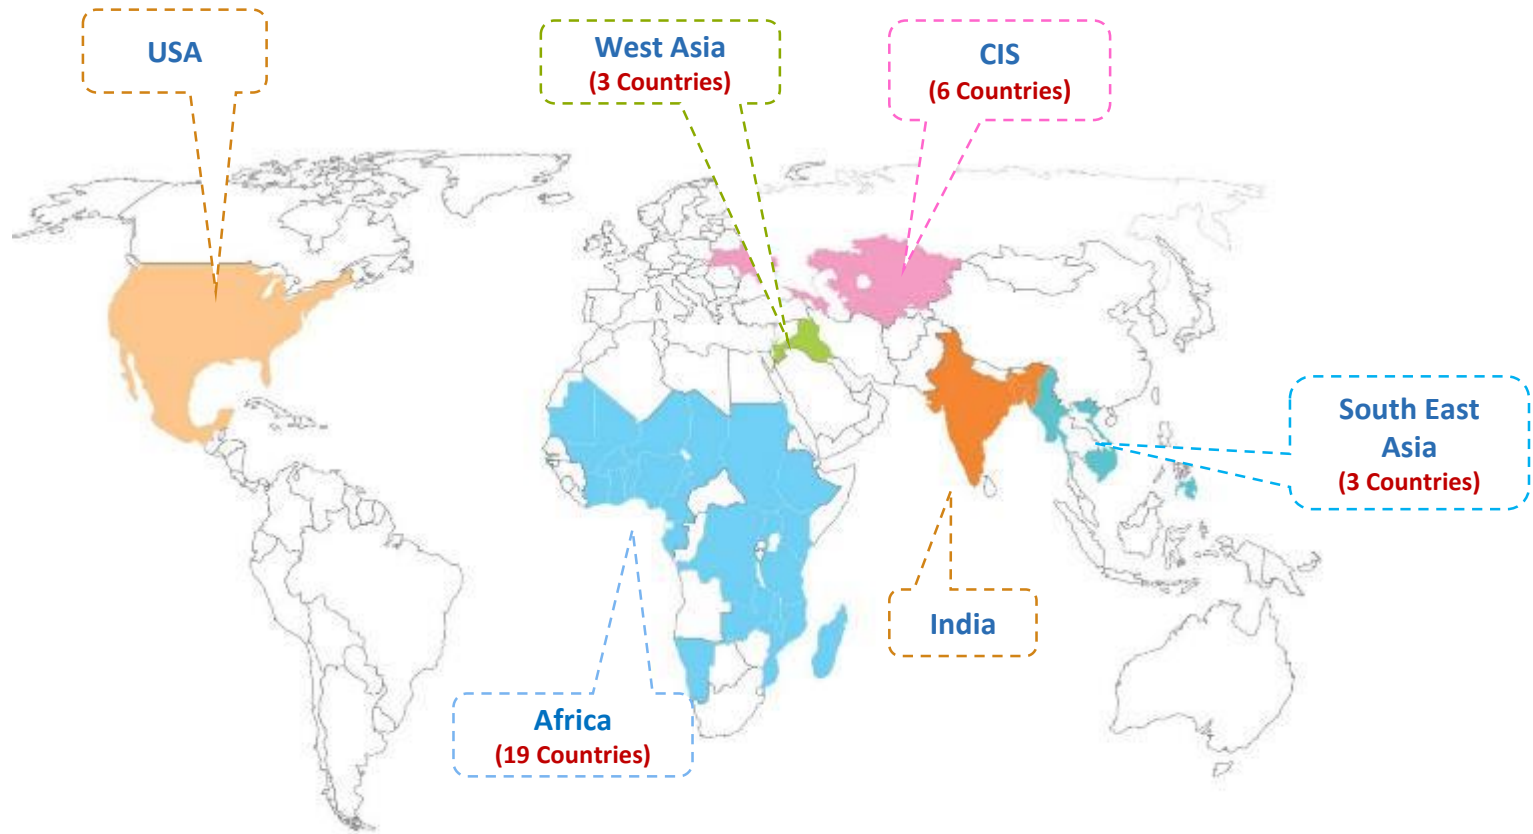 USA
West Asia
(3 Countries)
CIS
(6 Countries)
South East
Asia
(3 Countries)
India
Africa
(19 Countries)